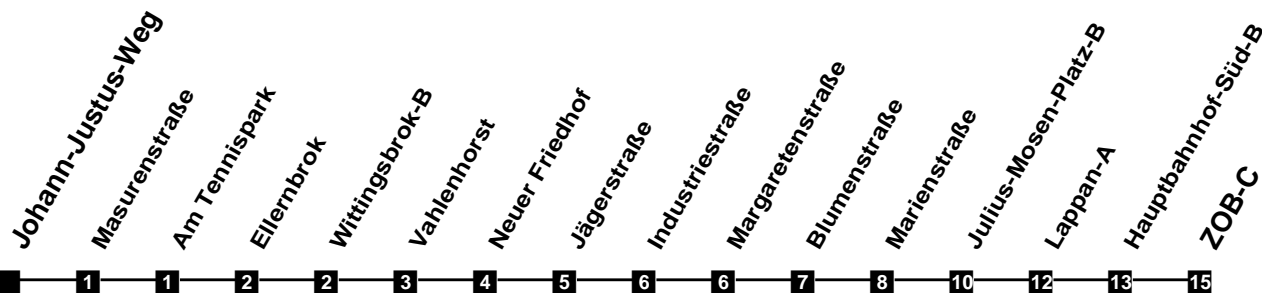 Johann-Justus-Weg
Masurenstraße
Am Tennispark
Ellernbrok
Wittingsbrok-B
Vahlenhorst
Neuer Friedhof
Jägerstraße
Industriestraße
Margaretenstraße
Blumenstraße
Marienstraße
Julius-Mosen-Platz-B
Lappan-A
Hauptbahnhof-Süd-B
ZOB-C
1 1 2 2 3 4 5 6 6 7 8 10 12 13 15